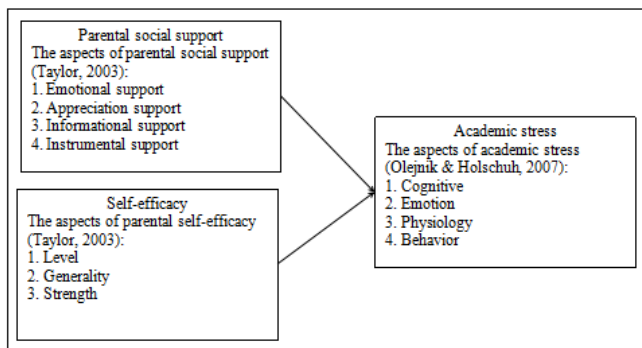 Parental social support
The aspects of parental social support
(Taylor, 2003):
1. Emotional support
2. Appreciation support
3. Informational support
4. Instrumental support
Self-efficacy
The aspects of parental self-efficacy
(Taylor, 2003):
1. Level
2. Generality
3. Strength
Academic stress
The aspects of academic stress
(Olejnik & Holschuh, 2007):
1. Cognitive
2. Emotion
3. Physiology
4. Behavior